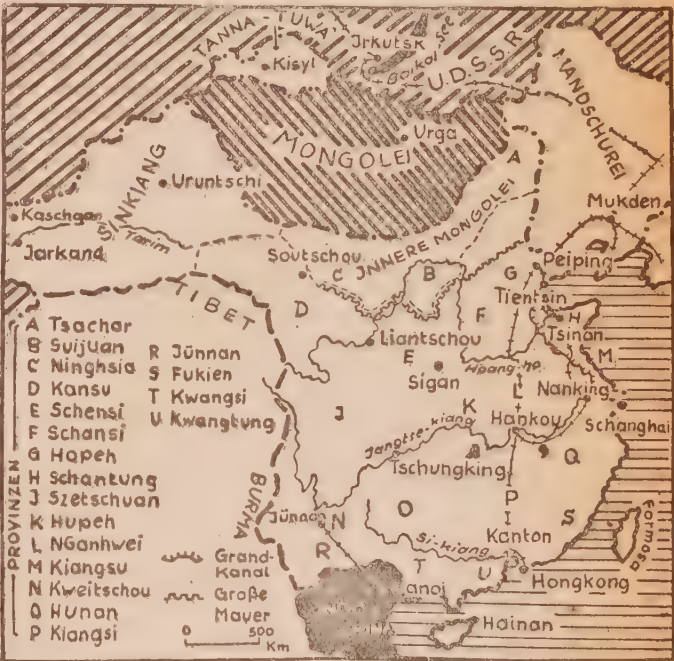 TANNA-TUWA
Kisyl
Irkutsk
Baikal see
U.D.S.S.R.
MANDSCHUREI
MONGOLEI
Urga
A
SINKIANG
Uruntschi
Kaschgar
Jarkand
Tarim
INNERE MONGOLEI
Mukden
Peiping
Soutschou
C
B
G
Tientsin
TIBET
D
F
H
Tsinan
Liantschou
E
Hoang-ho
M
Sigan
L
Nanking
Schanghai
J
K
Hankou
Jangtse-kiang
Tschungking
Q
BURMA
O
P
S
Jünnan
N
Kanton
Si-kiang
Formosa
R
T
U
Hongkong
anoi
Hainan
PROVINZEN
A Tsachar
B Suijuan
C Ninghsia
D Kansu
E Schensi
F Schansi
G Hapeh
H Schantung
J Szetschuan
K Hupeh
L NGanhwei
M Kiangsu
N Kweitschou
O Hunan
P Kiangsi
R Jünnan
S Fukien
T Kwangsi
U Kwangtung
Grand-
Kanal
Große
Mauer
0 500
Km